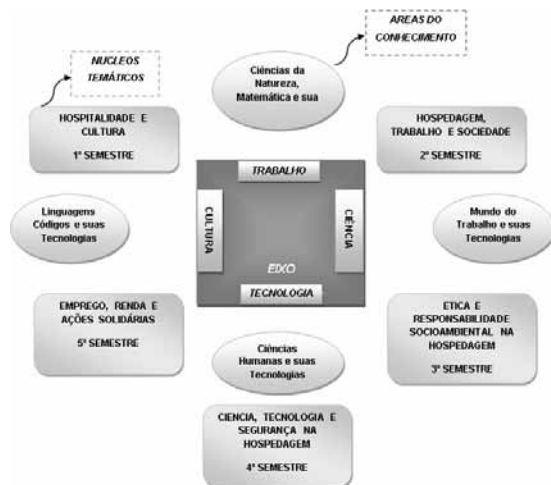 AREAS DO
CONHECIMENTO
NUCLEOS
TEMÁTICOS
Ciências da
Natureza,
Matemática e sua
HOSPITALIDADE E
CULTURA
1º SEMESTRE
HOSPEDAGEM,
TRABALHO E SOCIEDADE
2º SEMESTRE
TRABALHO
Linguagens
Códigos e suas
Tecnologias
CULTURA
CIÊNCIA
Mundo do
Trabalho e suas
Tecnologias
EIXO
TECNOLOGIA
EMPREGO, RENDA E
AÇÕES SOLIDÁRIAS
5º SEMESTRE
Ciências
Humanas e suas
Tecnologias
ETICA E
RESPONSABILIDADE
SOCIOAMBIENTAL NA
HOSPEDAGEM
3º SEMESTRE
CIENCIA, TECNOLOGIA E
SEGURANÇA NA
HOSPEDAGEM
4º SEMESTRE